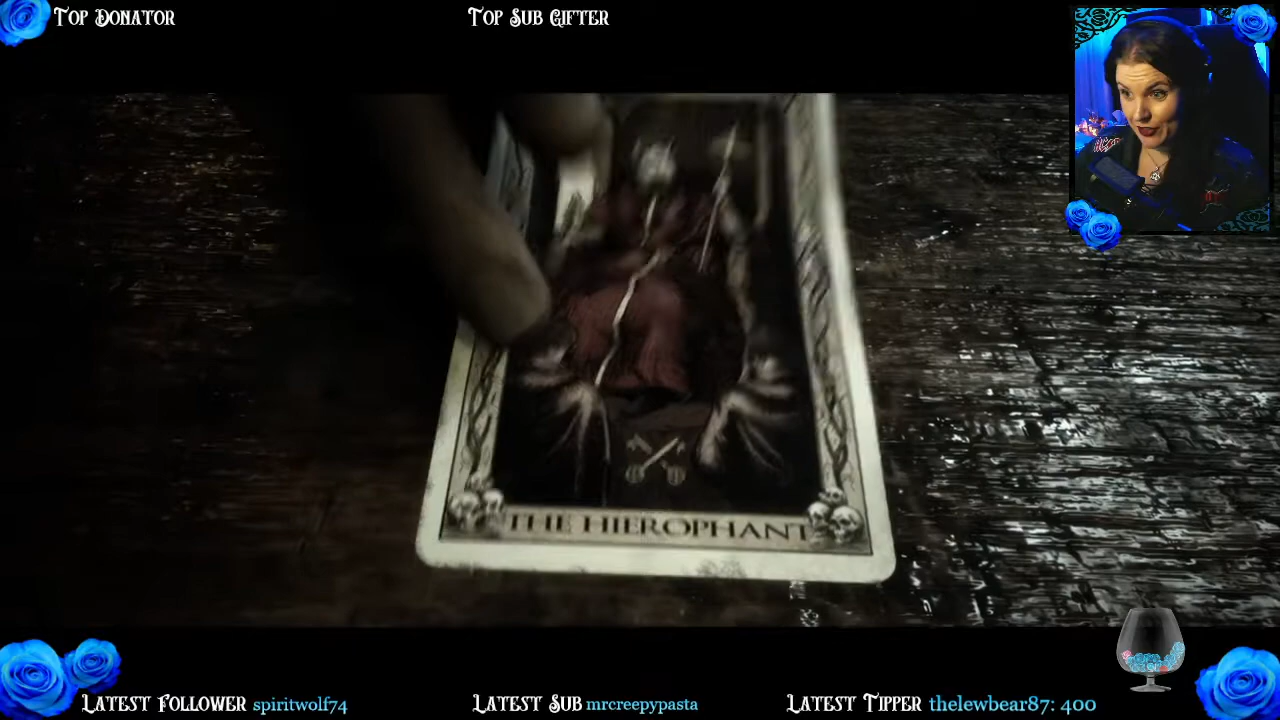 Top Donator
Top Sub Gifter
THE HIEROPHANT
Latest Follower spiritwolf74
Latest Sub mrcreepypasta
Latest Tipper thelewbear87: 400